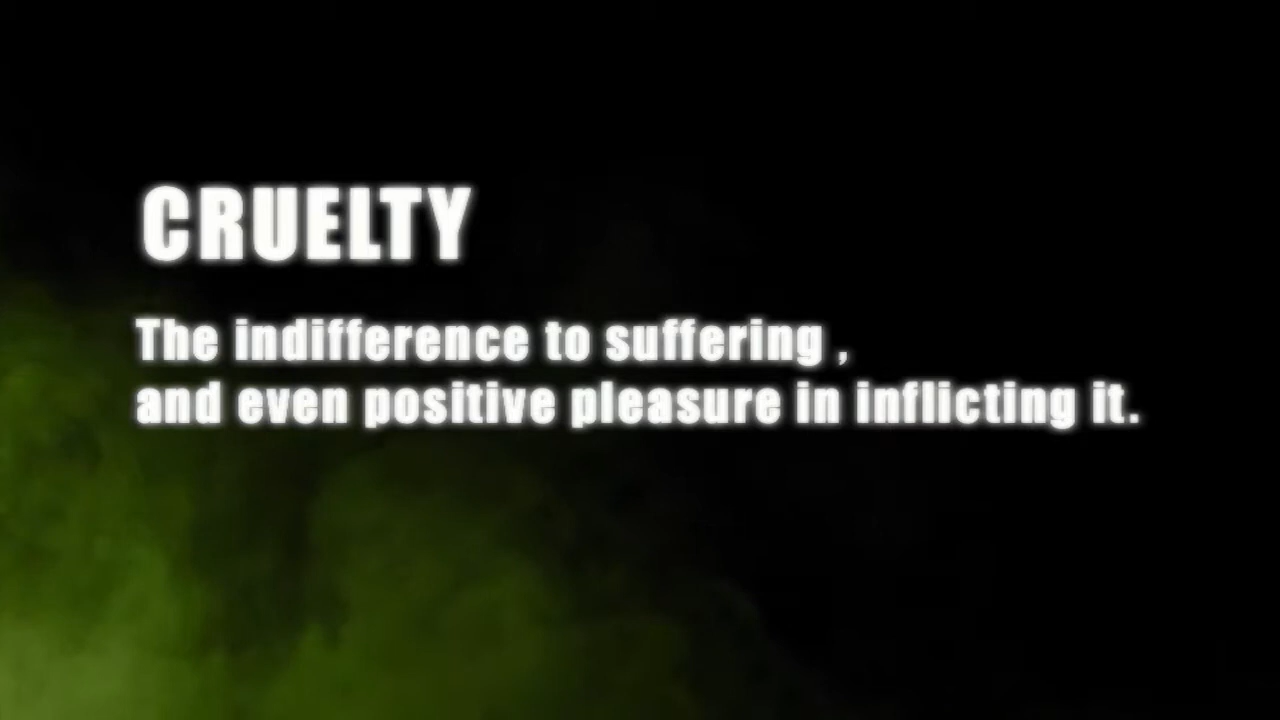 CRUELTY
The indifference to suffering ,
and even positive pleasure in inflicting it.